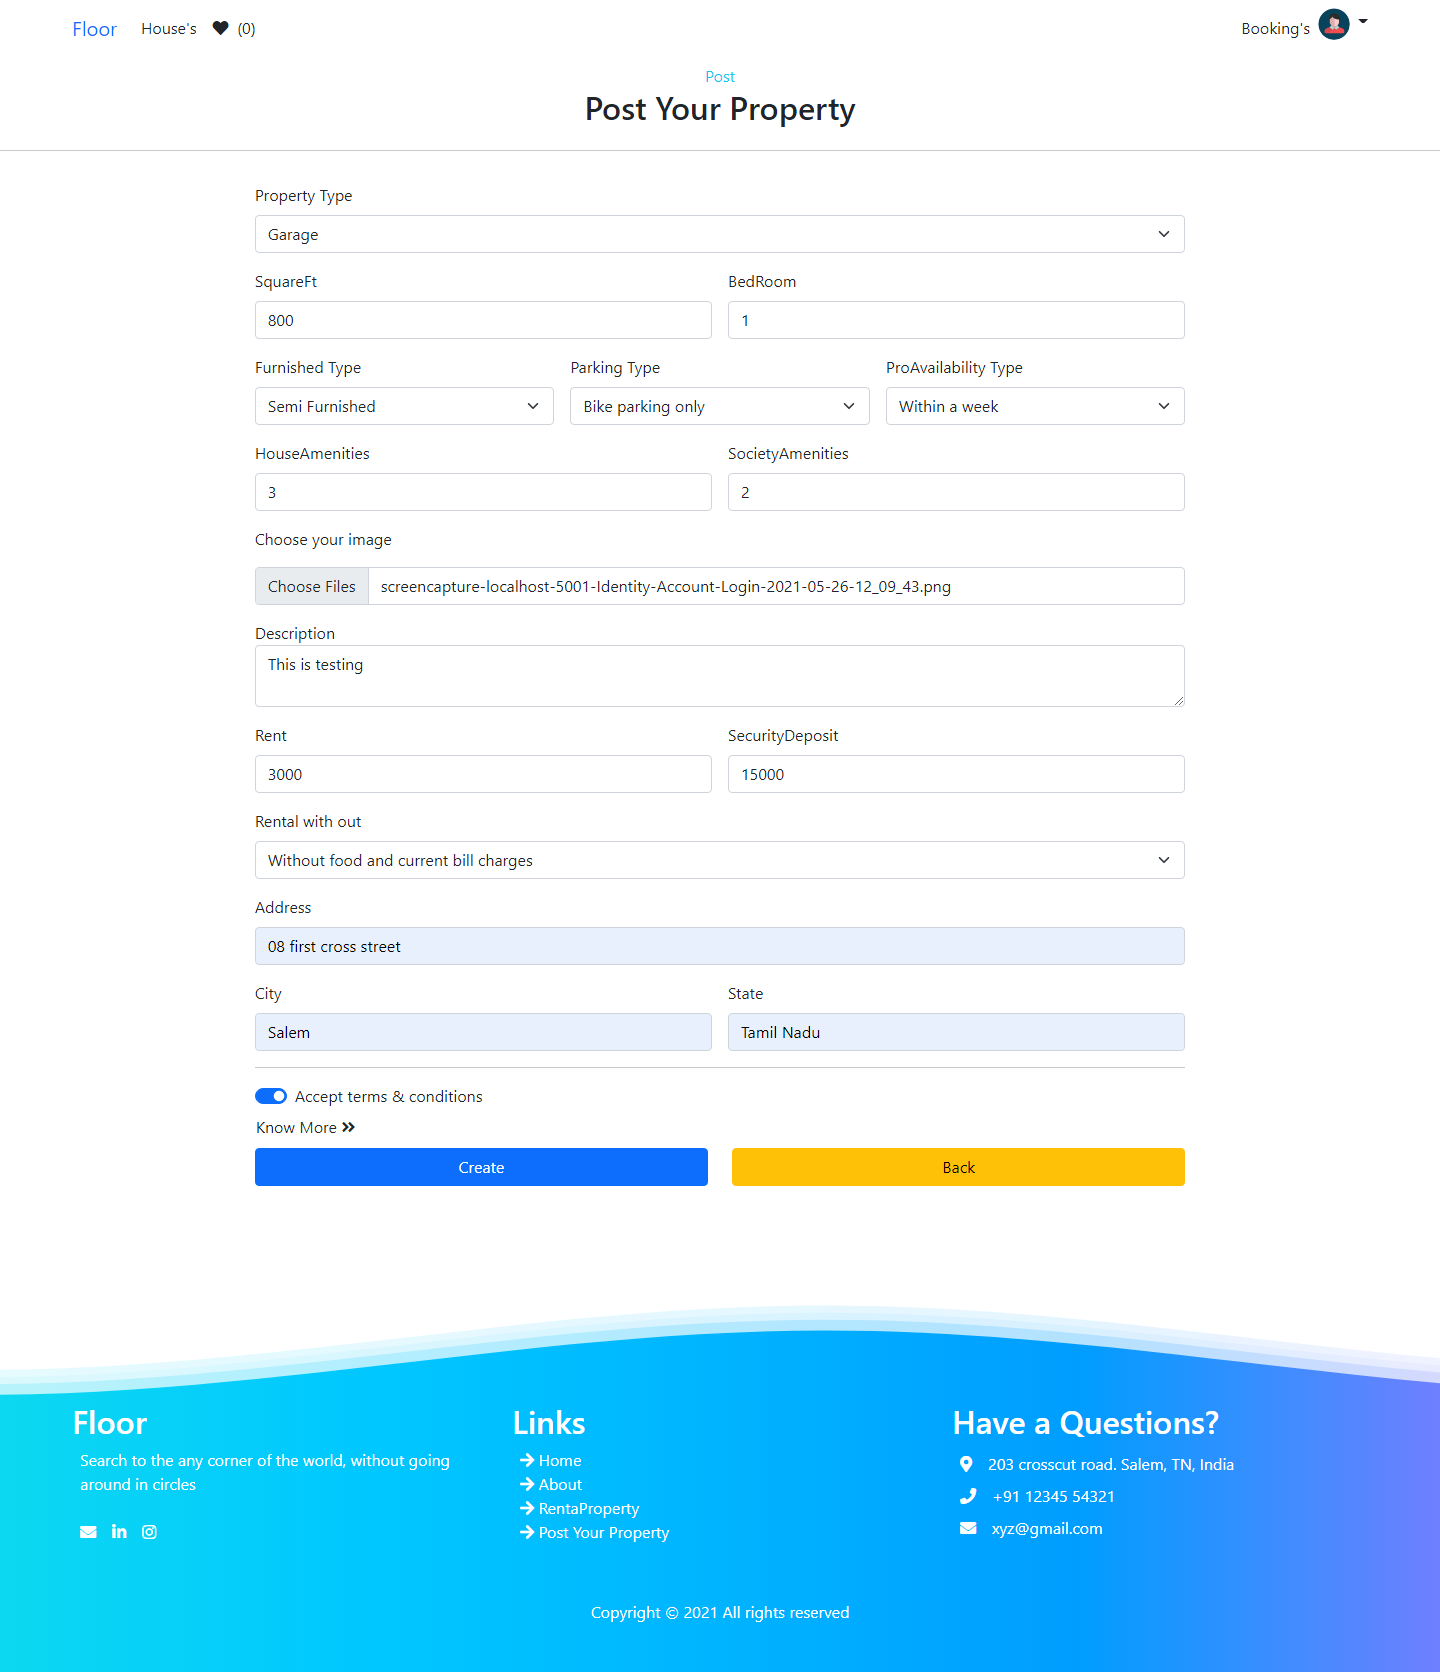 Floor House's (0) Booking's
Post
Post Your Property
Property Type
Garage
SquareFt BedRoom
800 1
Furnished Type Parking Type ProAvailability Type
Semi Furnished Bike parking only Within a week
HouseAmenities SocietyAmenities
3 2
Choose your image
Choose Files screencapture-localhost-5001-Identity-Account-Login-2021-05-26-12_09_43.png
Description
This is testing
Rent SecurityDeposit
3000 15000
Rental with out
Without food and current bill charges
Address
08 first cross street
City State
Salem Tamil Nadu
Accept terms & conditions
Know More
Create Back
Floor
Search to the any corner of the world, without going
around in circles
Links
Home
About
RentaProperty
Post Your Property
Have a Questions?
203 crosscut road. Salem, TN, India
+91 12345 54321
xyz@gmail.com
Copyright © 2021 All rights reserved